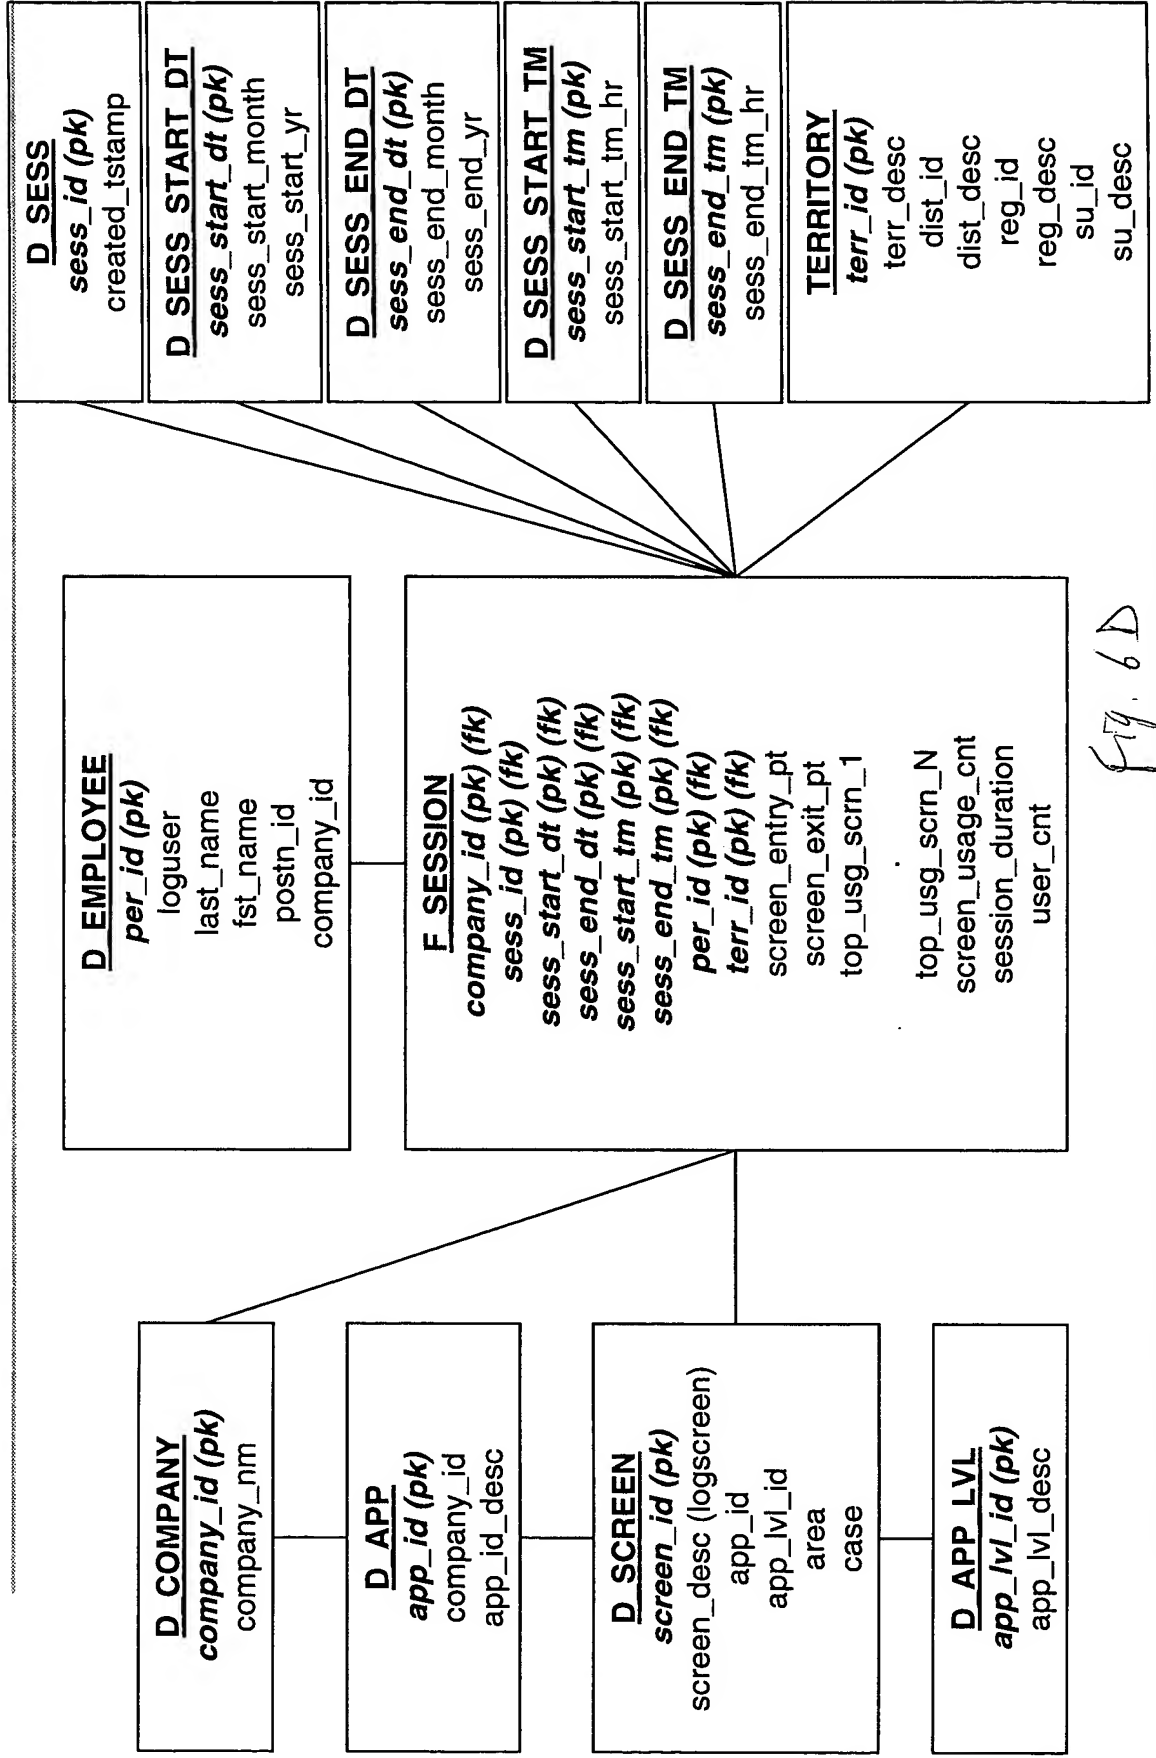 D_COMPANY
company_id (pk)
company_nm
D_APP
app_id (pk)
company_id
app_id_desc
D_SCREEN
screen_id (pk)
screen_desc (logscreen)
app_id
app_lvl_id
area
case
D_APP_LVL
app_lvl_id (pk)
app_lvl_desc
D_EMPLOYEE
per_id (pk)
loguser
last_name
fst_name
postn_id
company_id
F_SESSION
company_id (pk) (fk)
sess_id (pk) (fk)
sess_start_dt (pk) (fk)
sess_end_dt (pk) (fk)
sess_start_tm (pk) (fk)
sess_end_tm (pk) (fk)
per_id (pk) (fk)
terr_id (pk) (fk)
screen_entry_pt
screen_exit_pt
top_usg_scrn_1
top_usg_scrn_N
screen_usage_cnt
session_duration
user_cnt
D_SESS
sess_id (pk)
created_tstamp
D_SESS_START_DT
sess_start_dt (pk)
sess_start_month
sess_start_yr
D_SESS_END_DT
sess_end_dt (pk)
sess_end_month
sess_end_yr
D_SESS_START_TM
sess_start_tm (pk)
sess_start_tm_hr
D_SESS_END_TM
sess_end_tm (pk)
sess_end_tm_hr
TERRITORY
terr_id (pk)
terr_desc
dist_id
dist_desc
reg_id
reg_desc
su_id
su_desc
Fig. 6D